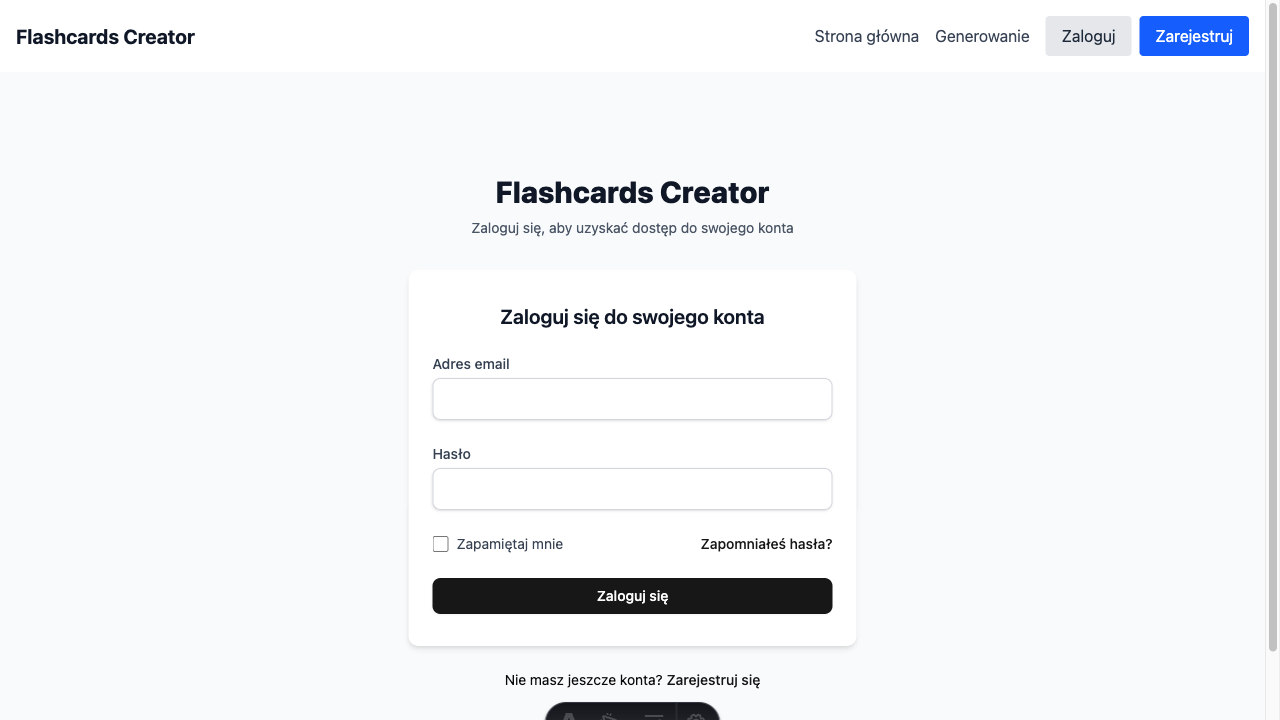 Flashcards Creator
Strona główna
Generowanie
Zaloguj
Zarejestruj
Flashcards Creator
Zaloguj się, aby uzyskać dostęp do swojego konta
Zaloguj się do swojego konta
Adres email
Hasło
Zapamiętaj mnie
Zapomniałeś hasła?
Zaloguj się
Nie masz jeszcze konta? Zarejestruj się